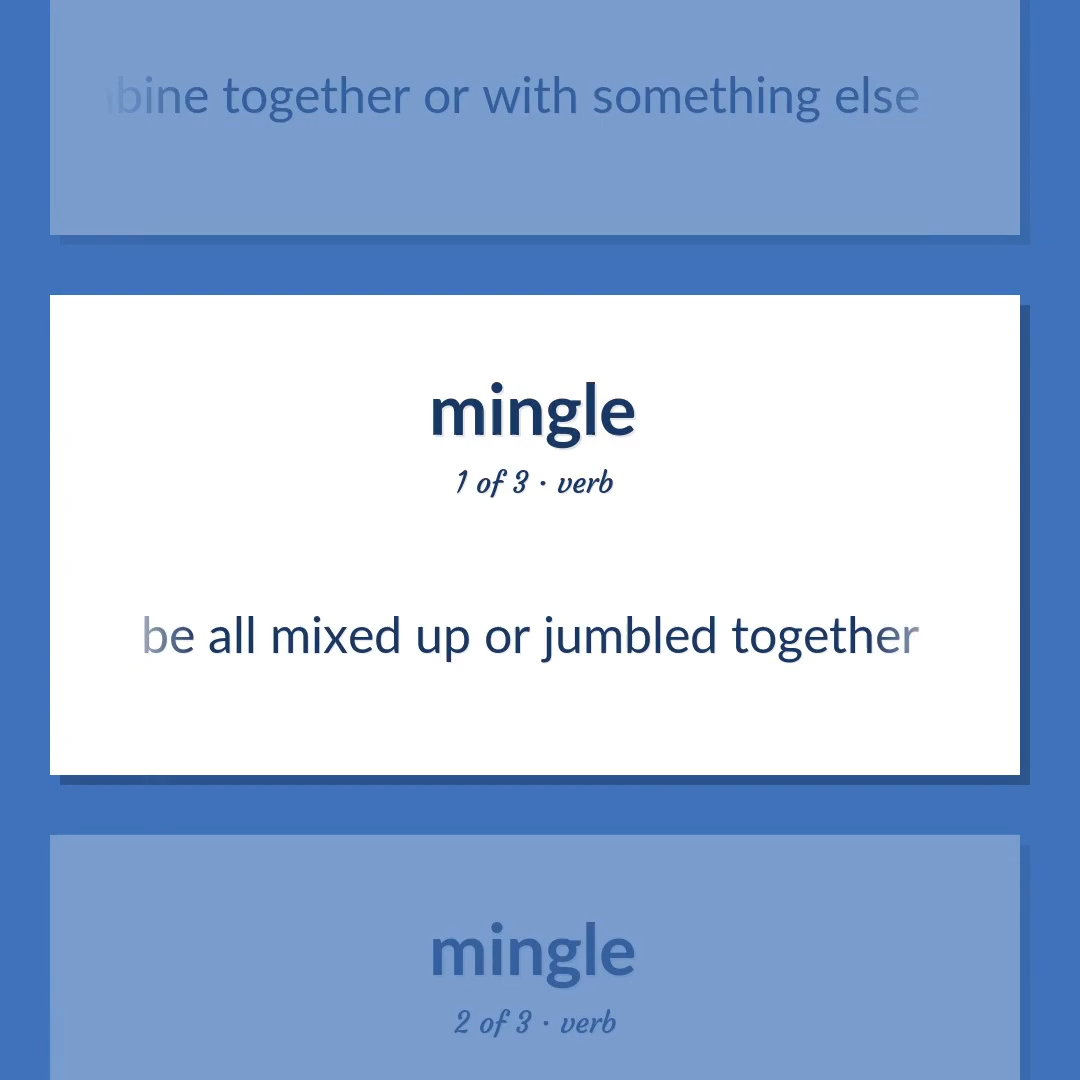 together or with something else
mingle
1 of 3 · verb
be all mixed up or jumbled together
mingle
2 of 3 · verb